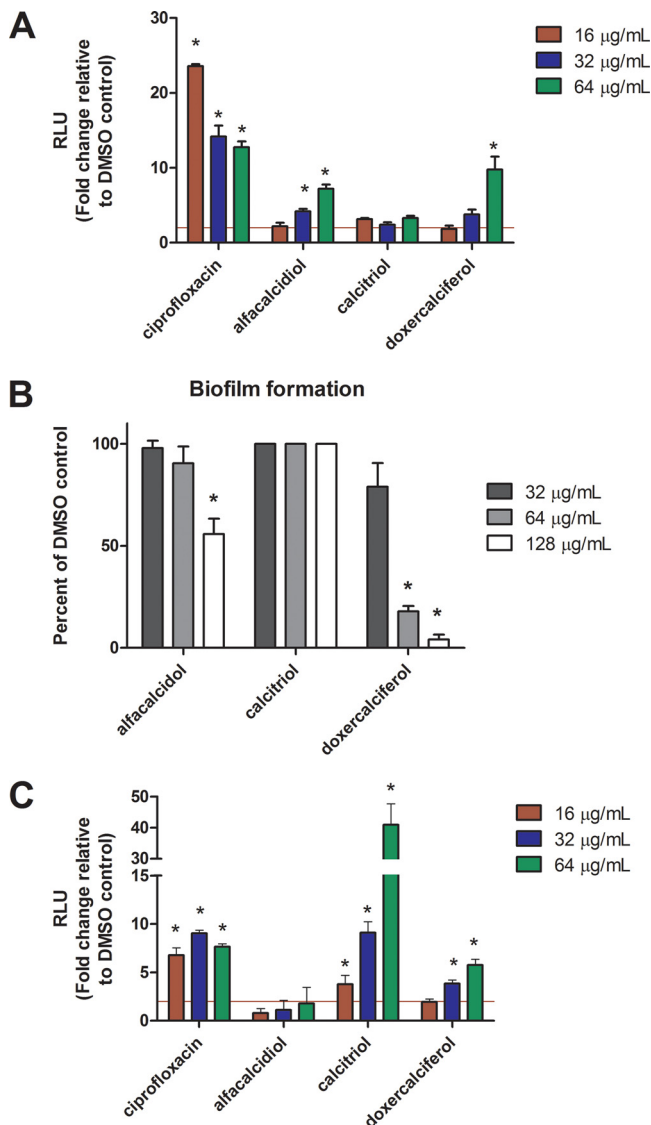 A
RLU
(Fold change relative
to DMSO control)
30
20
10
0
*
*
*
*
*
*
16 µg/mL
32 µg/mL
64 µg/mL
ciprofloxacin
alfacalcidiol
calcitriol
doxercalciferol
B
Biofilm formation
Percent of DMSO control
100
50
0
*
*
*
32 µg/mL
64 µg/mL
128 µg/mL
alfacalcidol
calcitriol
doxercalciferol
C
RLU
(Fold change relative
to DMSO control)
50
40
30
15
10
5
0
*
*
*
*
*
*
*
*
16 µg/mL
32 µg/mL
64 µg/mL
ciprofloxacin
alfacalcidiol
calcitriol
doxercalciferol